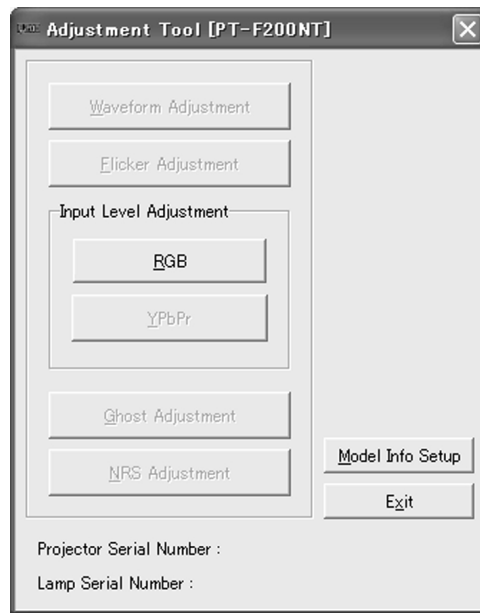 Adjustment Tool [PT-F200NT]
Waveform Adjustment
Flicker Adjustment
Input Level Adjustment
RGB
YPbPr
Ghost Adjustment
NRS Adjustment
Model Info Setup
Exit
Projector Serial Number :
Lamp Serial Number :